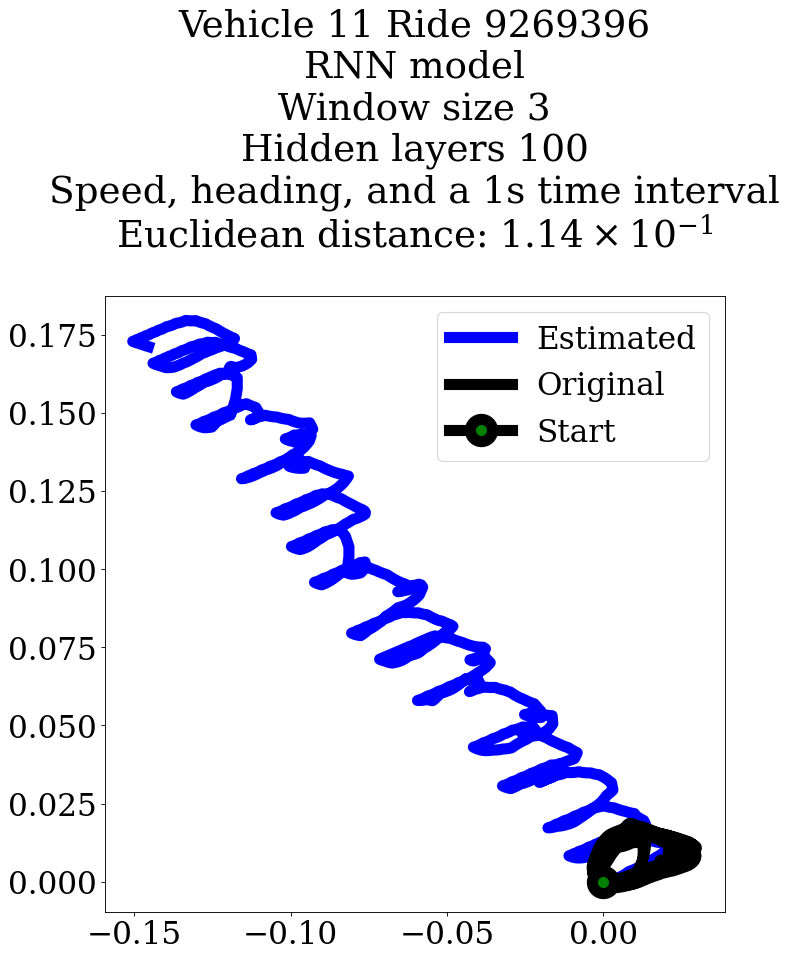 Vehicle 11 Ride 9269396
RNN model
Window size 3
Hidden layers 100
Speed, heading, and a 1s time interval
Euclidean distance: 1.14 × 10⁻¹
Estimated
Original
Start
0.175
0.150
0.125
0.100
0.075
0.050
0.025
0.000
−0.15 −0.10 −0.05 0.00